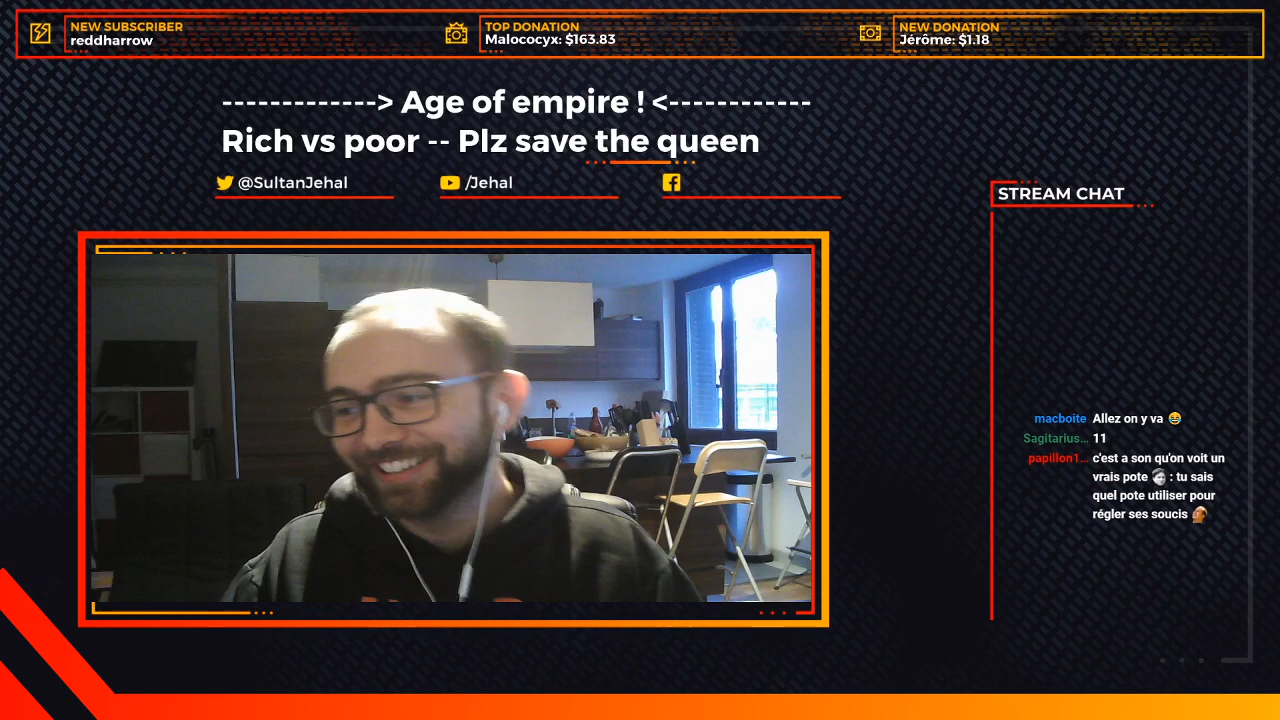 NEW SUBSCRIBER
reddharrow
TOP DONATION
Malococyx: $163.83
NEW DONATION
Jérôme: $1.18
-------------> Age of empire ! <------------
Rich vs poor -- Plz save the queen
@SultanJehal
/Jehal
STREAM CHAT
macboite Allez on y va 😆
Sagitarius... 11
papillon1... c'est a son qu'on voit un
vrais pote : tu sais
quel pote utiliser pour
régler ses soucis